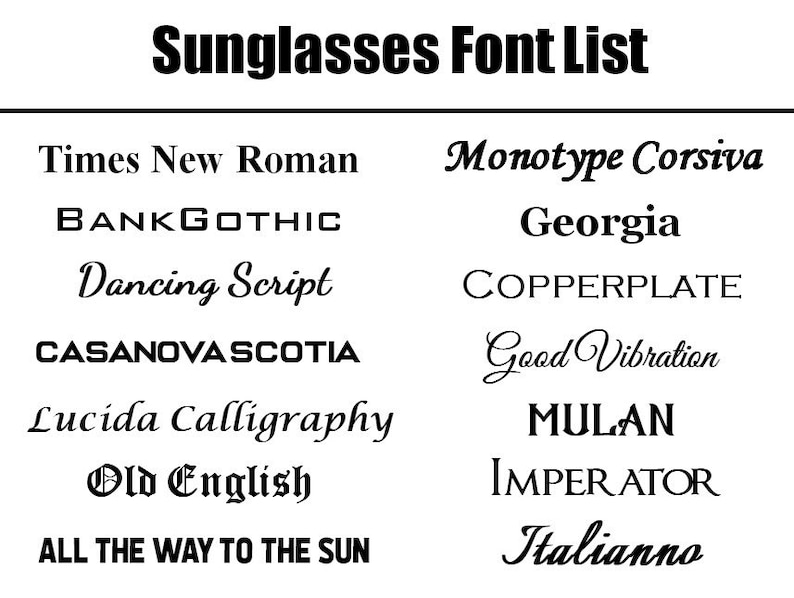 Sunglasses Font List
Times New Roman
BANKGOTHIC
Dancing Script
CASANOVASCOTIA
Lucida Calligraphy
Old English
ALL THE WAY TO THE SUN
Monotype Corsiva
Georgia
COPPERPLATE
Good Vibration
MULAN
IMPERATOR
Italianno